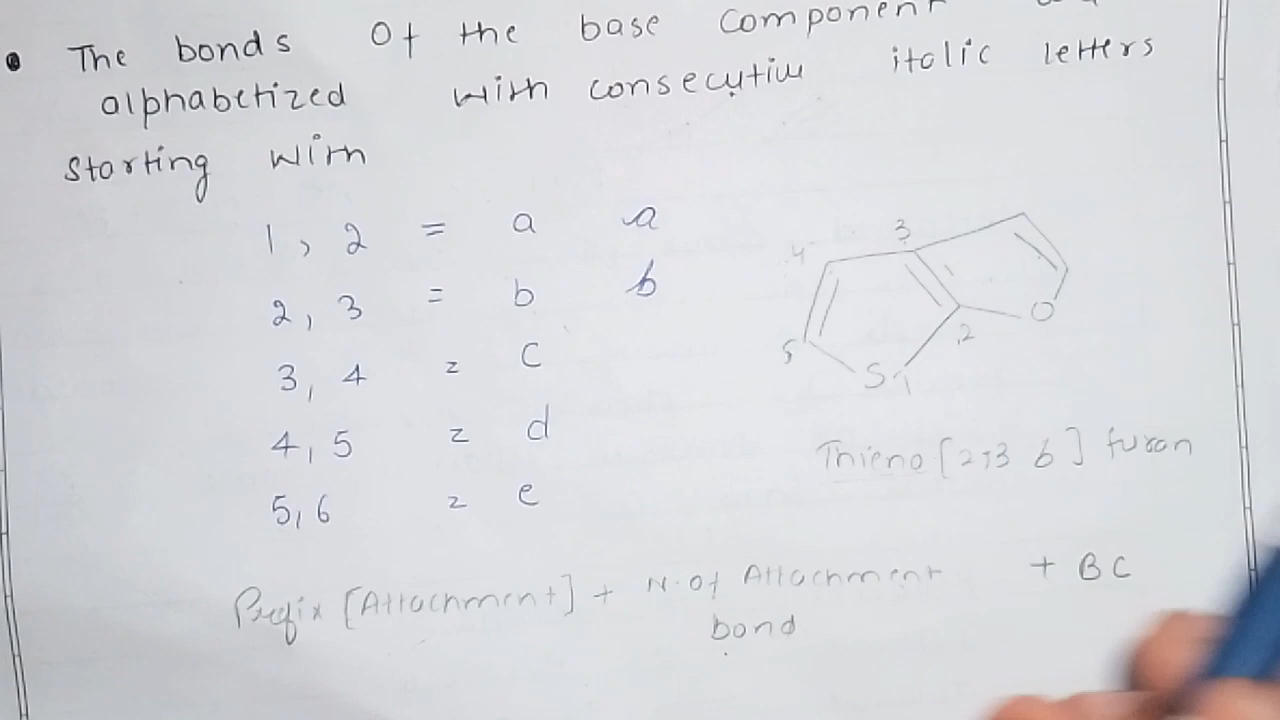 The bonds of the base component
alphabetized with consecutive italic letters
starting with
1, 2 = a a
2, 3 = b b
3, 4 = c
4, 5 = d
5, 6 = e
4 3
5 S 1 2 O
Thieno [2,3 b] furan
Prefix [Attachment] + N. of Attachment + BC
bond